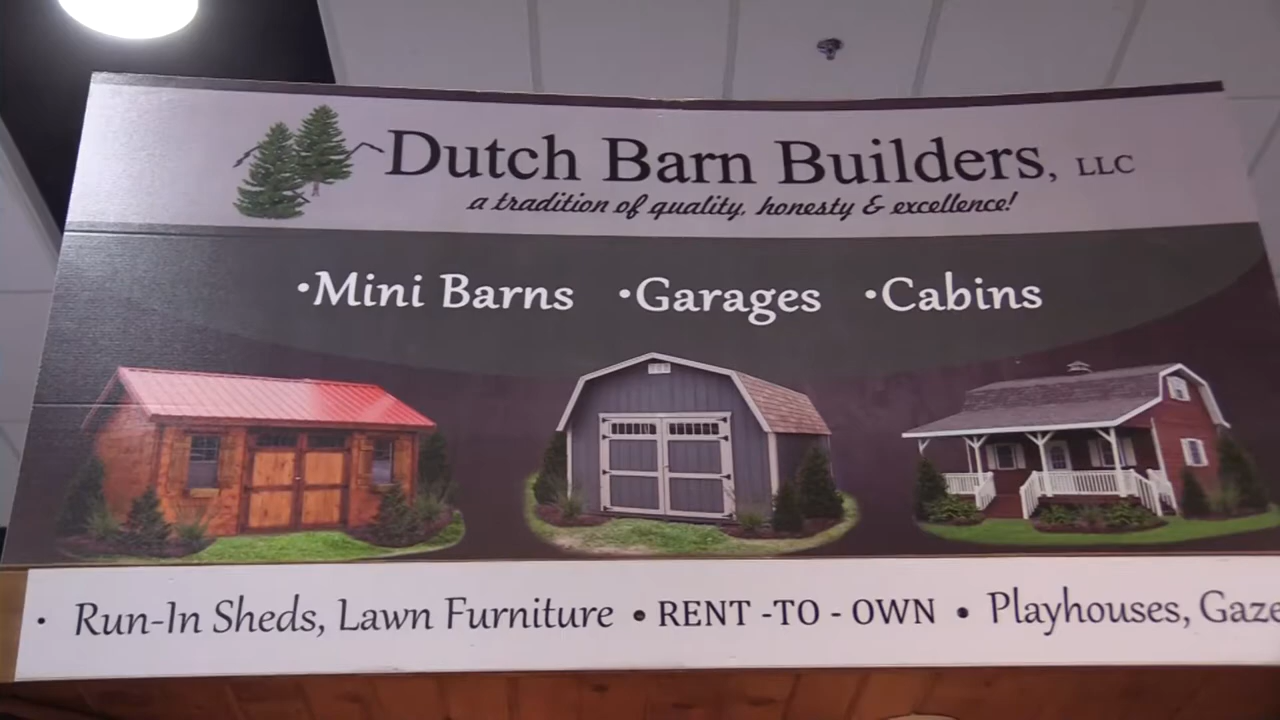 Dutch Barn Builders, LLC
a tradition of quality, honesty & excellence!
•Mini Barns •Garages •Cabins
• Run-In Sheds, Lawn Furniture • RENT -TO - OWN • Playhouses,